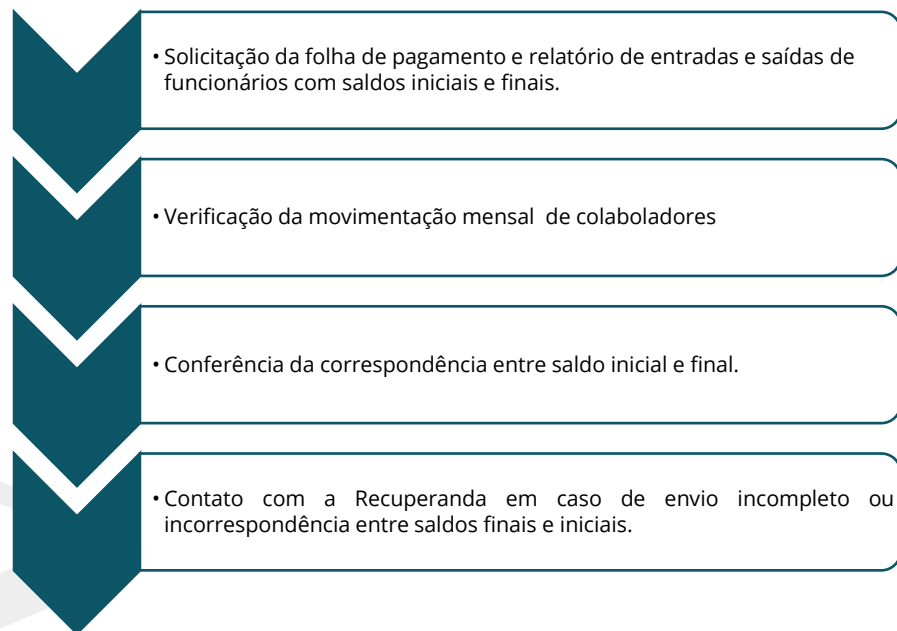 • Solicitação da folha de pagamento e relatório de entradas e saídas de
funcionários com saldos iniciais e finais.
• Verificação da movimentação mensal  de colaboladores
• Conferência da correspondência entre saldo inicial e final.
• Contato com a Recuperanda em caso de envio incompleto ou
incorrespondência entre saldos finais e iniciais.